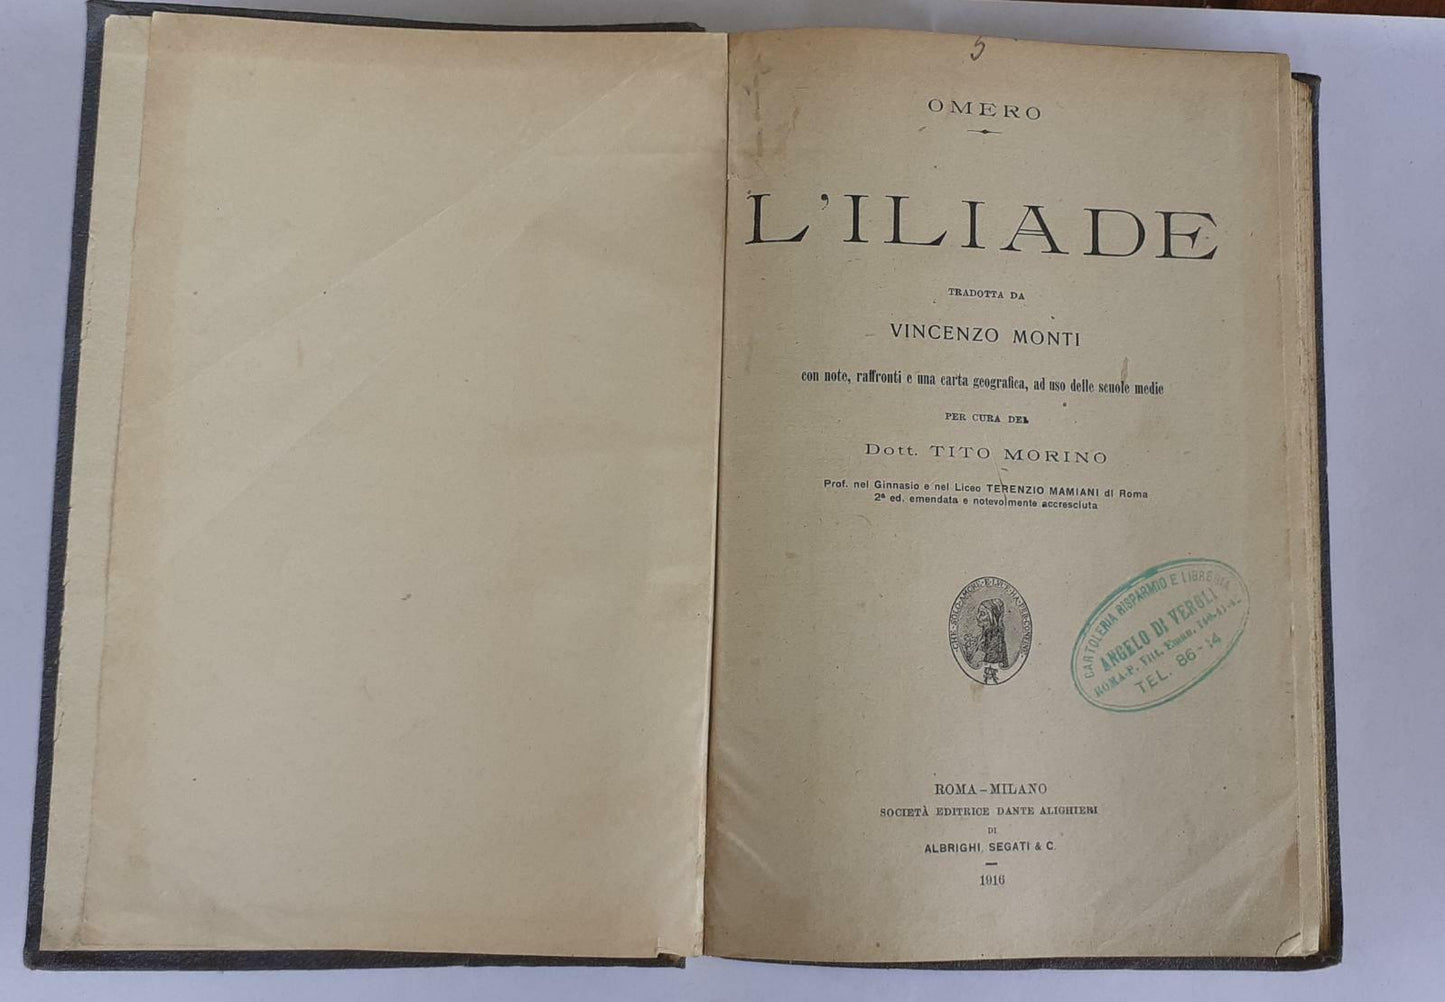 5
OMERO
L'ILIADE
TRADOTTA DA
VINCENZO MONTI
con note, raffronti e una carta geografica, ad uso delle scuole medie
PER CURA DEL
Dott. TITO MORINO
Prof. nel Ginnasio e nel Liceo TERENZIO MAMIANI di Roma
2ª ed. emendata e notevolmente accresciuta
CARTOLERIA RISPARMIO E LIBRERIA
ANGELO DI VEROLI
ROMA-P. Vitt. Eman.
TEL. 86-14
ROMA – MILANO
SOCIETÀ EDITRICE DANTE ALIGHIERI
DI
ALBRIGHI, SEGATI & C.
1916